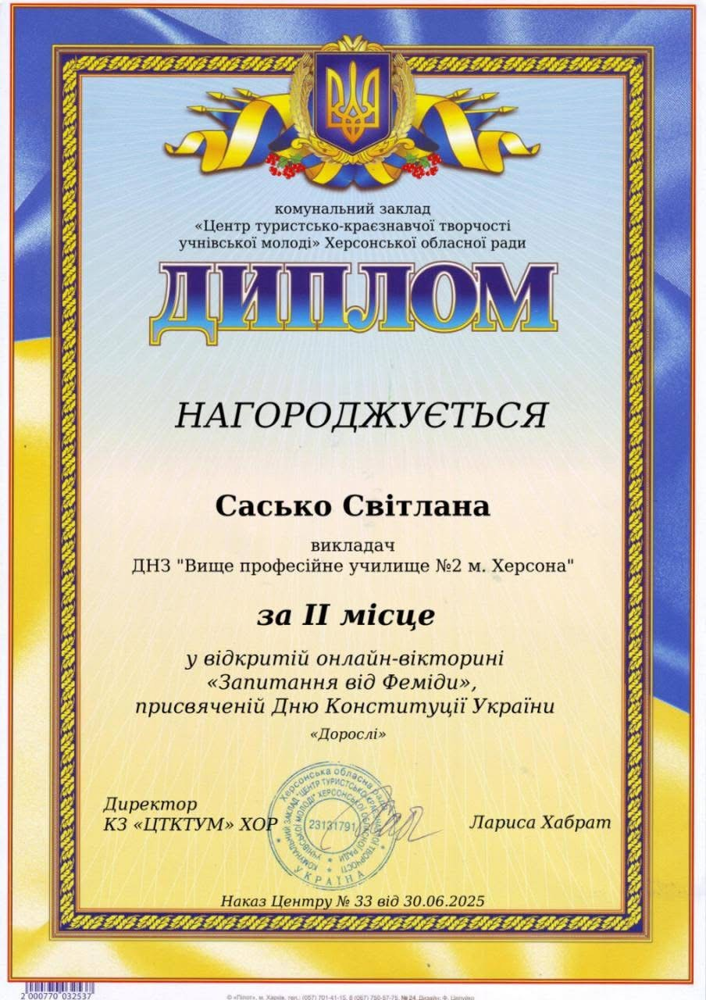 комунальний заклад
«Центр туристсько-краєзнавчої творчості
учнівської молоді» Херсонської обласної ради
ДИПЛОМ
НАГОРОДЖУЄТЬСЯ
Сасько Світлана
викладач
ДНЗ "Вище професійне училище №2 м. Херсона"
за ІІ місце
у відкритій онлайн-вікторині
«Запитання від Феміди»,
присвяченій Дню Конституції України
«Дорослі»
Директор
КЗ «ЦТКТУМ» ХОР
Лариса Хабрат
Херсонська обласна рада
КОМУНАЛЬНИЙ ЗАКЛАД "ЦЕНТР ТУРИСТСЬКО-КРАЄЗНАВЧОЇ ТВОРЧОСТІ
УЧНІВСЬКОЇ МОЛОДІ" ХЕРСОНСЬКОЇ ОБЛАСНОЇ РАДИ
23131791
УКРАЇНА
Наказ Центру № 33 від 30.06.2025
2 000770 032537
© «Пілот», м. Харків, тел.: (057) 701-41-15, 8 (067) 750-57-75, № 24 Дизайн: Ф.